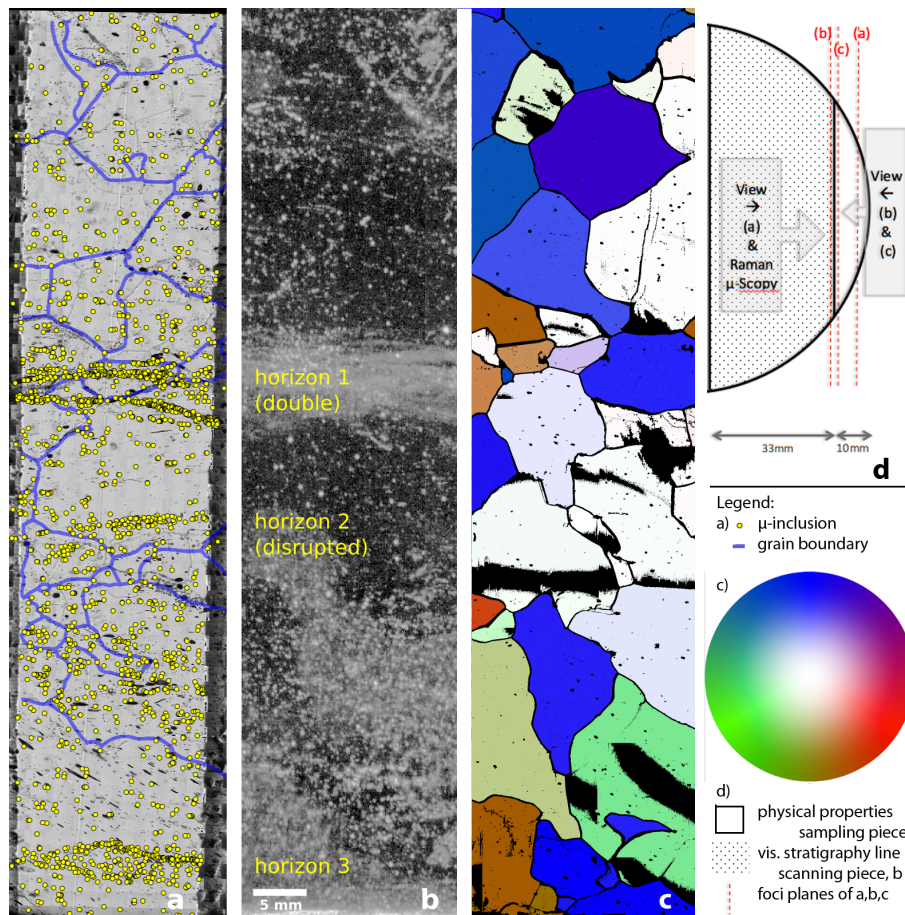 a
horizon 1
(double)
horizon 2
(disrupted)
horizon 3
5 mm
b
c
(b)
(c)
(a)
View
→
(a)
&
Raman
μ-Scopy
View
←
(b)
&
(c)
33mm
10mm
d
Legend:
a)
μ-inclusion
grain boundary
c)
d)
physical properties
sampling piece
vis. stratigraphy line
scanning piece, b
foci planes of a,b,c